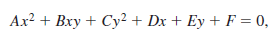 Ax² + Bxy + Cy² + Dx + Ey + F = 0,